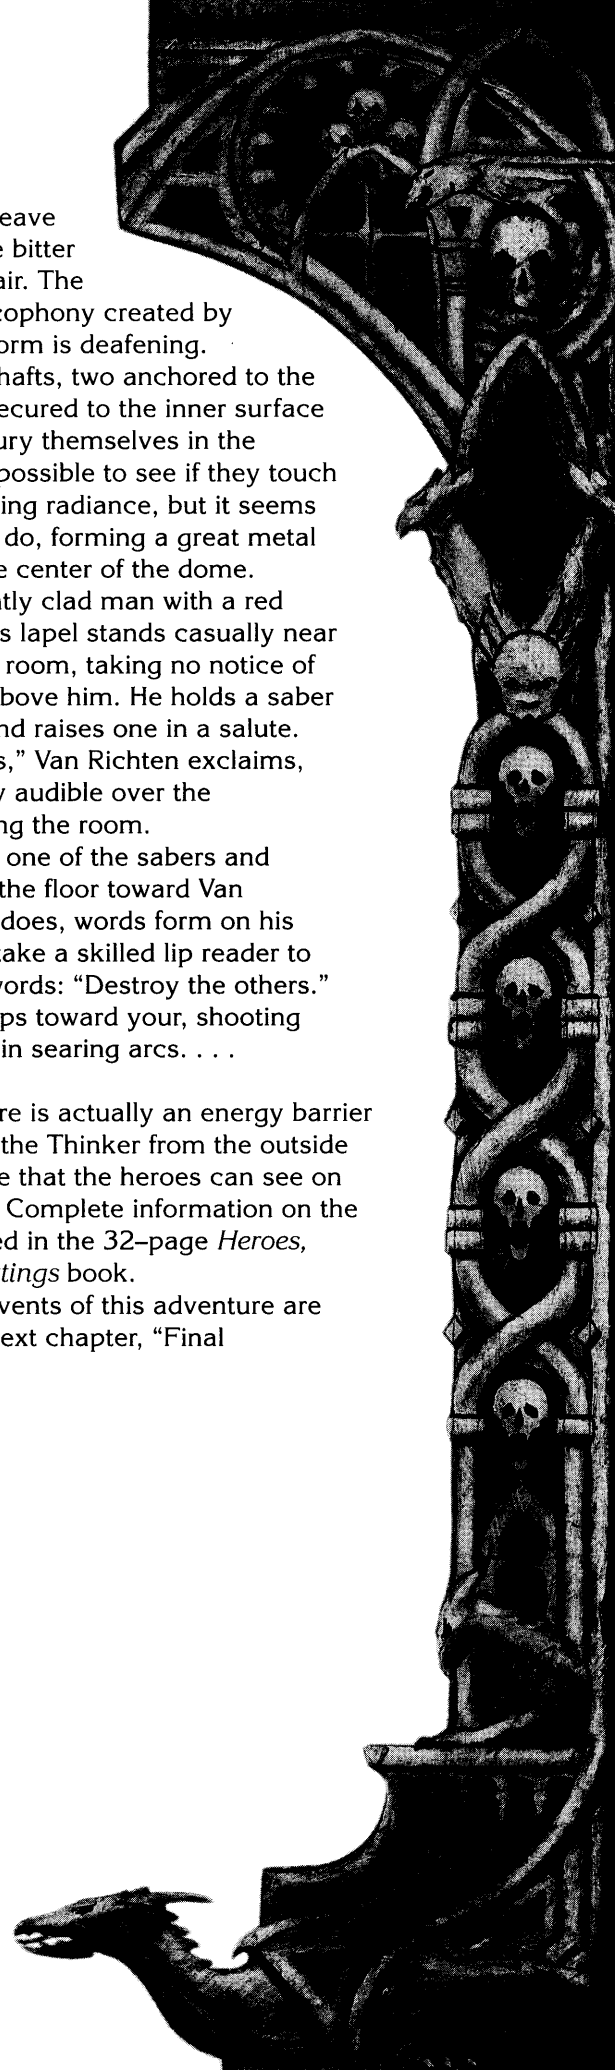 eave
e bitter
air. The
cophony created by
orm is deafening.
hafts, two anchored to the
ecured to the inner surface
ury themselves in the
possible to see if they touch
ing radiance, but it seems
do, forming a great metal
e center of the dome.
ntly clad man with a red
s lapel stands casually near
room, taking no notice of
bove him. He holds a saber
nd raises one in a salute.
s,” Van Richten exclaims,
y audible over the
ng the room.
one of the sabers and
the floor toward Van
does, words form on his
take a skilled lip reader to
words: “Destroy the others.”
ps toward your, shooting
in searing arcs. . . .
re is actually an energy barrier
the Thinker from the outside
e that the heroes can see on
Complete information on the
ed in the 32–page Heroes,
tings book.
vents of this adventure are
ext chapter, “Final